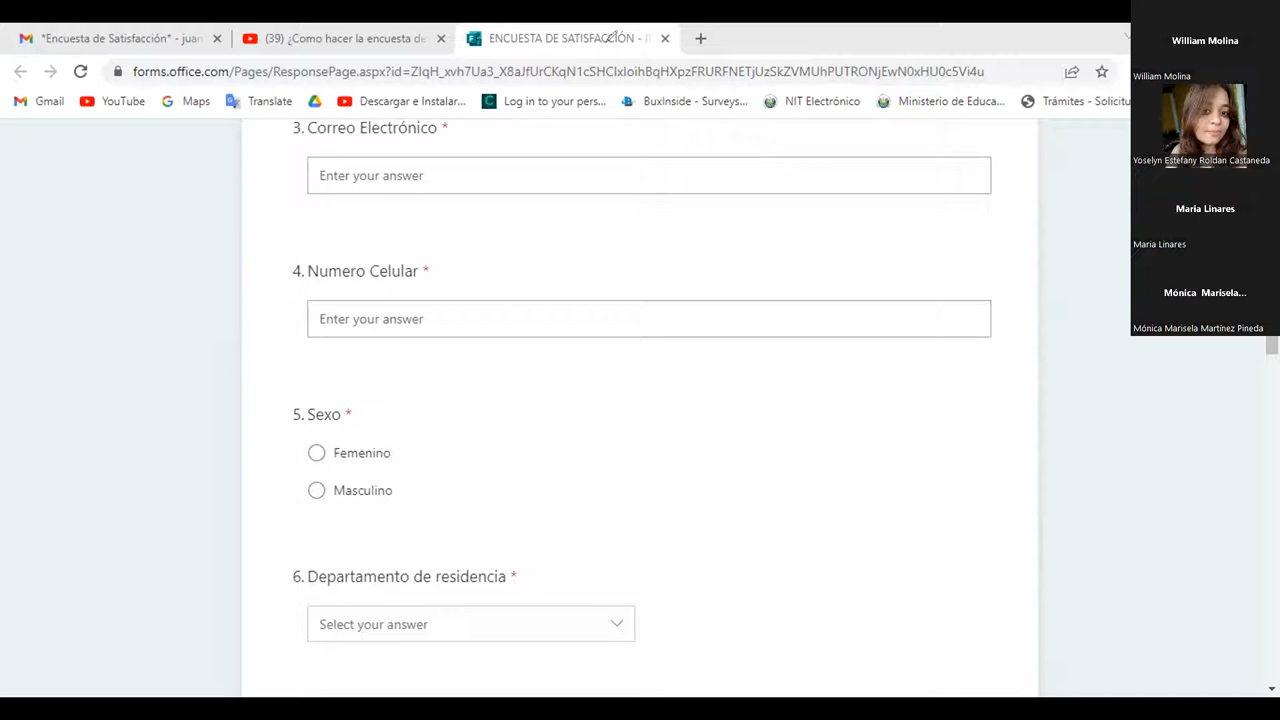 *Encuesta de Satisfacción* - juan
(39) ¿Como hacer la encuesta de
ENCUESTA DE SATISFACCIÓN - I
forms.office.com/Pages/ResponsePage.aspx?id=ZIqH_xvh7Ua3_X8aJfUrCKqN1cSHClxIoihBqHXpzFRURFNETjUzSkZVMUhPUTRONjEwN0xHU0c5Vi4u
Gmail
YouTube
Maps
Translate
Descargar e Instalar...
Log in to your pers...
BuxInside - Surveys...
NIT Electrónico
Ministerio de Educa...
Trámites - Solicitu
3. Correo Electrónico *
Enter your answer
4. Numero Celular *
Enter your answer
5. Sexo *
Femenino
Masculino
6. Departamento de residencia *
Select your answer
William Molina
William Molina
Yoselyn Estefany Roldan Castaneda
Maria Linares
Maria Linares
Mónica Marisela...
Mónica Marisela Martínez Pineda